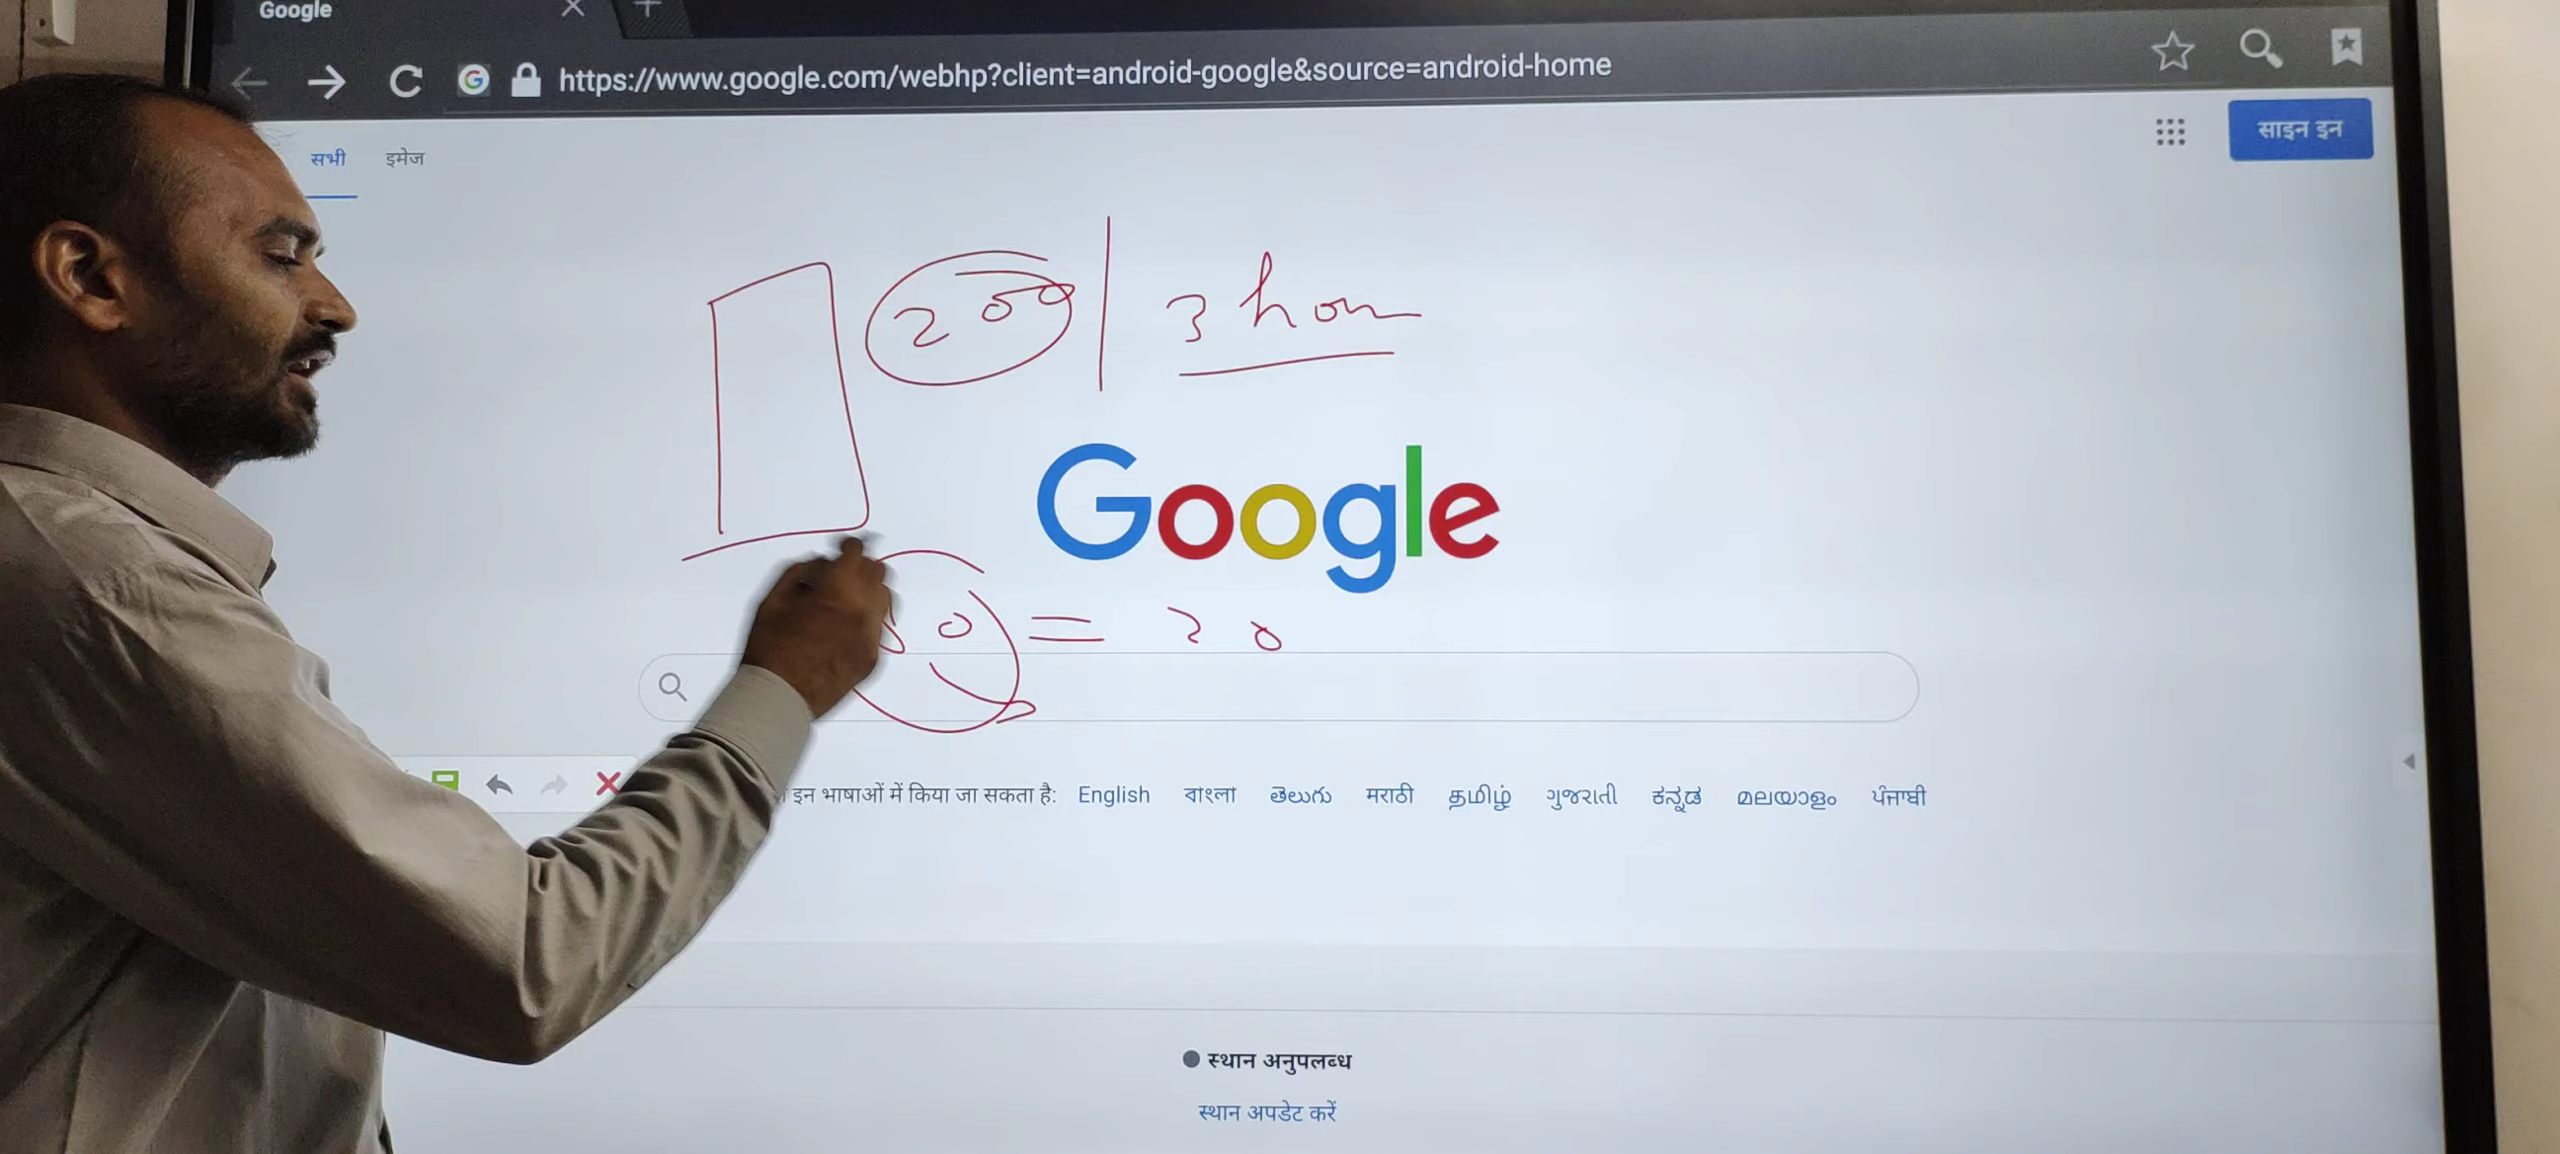 Google
https://www.google.com/webhp?client=android-google&source=android-home
सभी इमेज
साइन इन
200 3 hour
Google
0 = 20
इन भाषाओं में किया जा सकता है: English বাংলা తెలుగు मराठी தமிழ் ગુજરાતી ಕನ್ನಡ മലയാളം ਪੰਜਾਬੀ
स्थान अनुपलब्ध
स्थान अपडेट करें